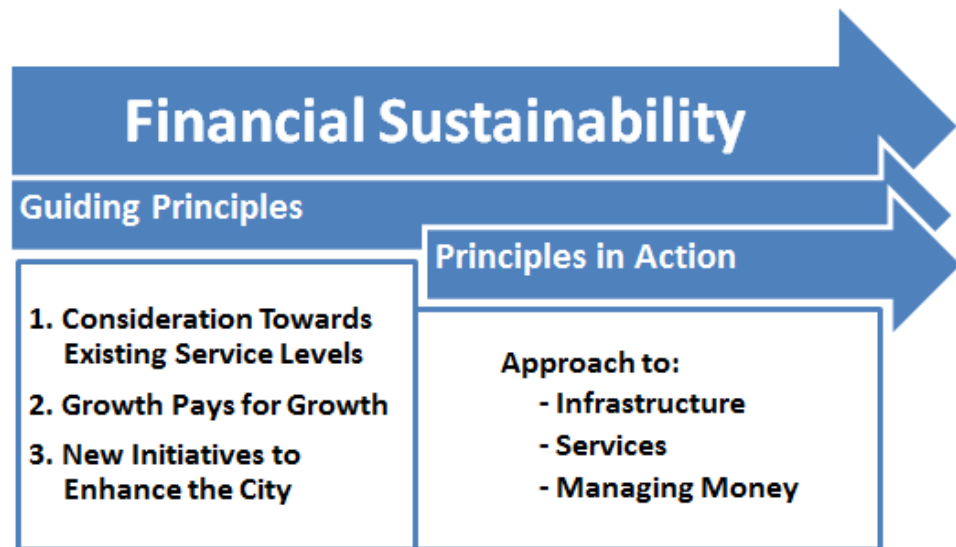 Financial Sustainability
Guiding Principles
Principles in Action
1. Consideration Towards
Existing Service Levels
2. Growth Pays for Growth
3. New Initiatives to
Enhance the City
Approach to:
- Infrastructure
- Services
- Managing Money